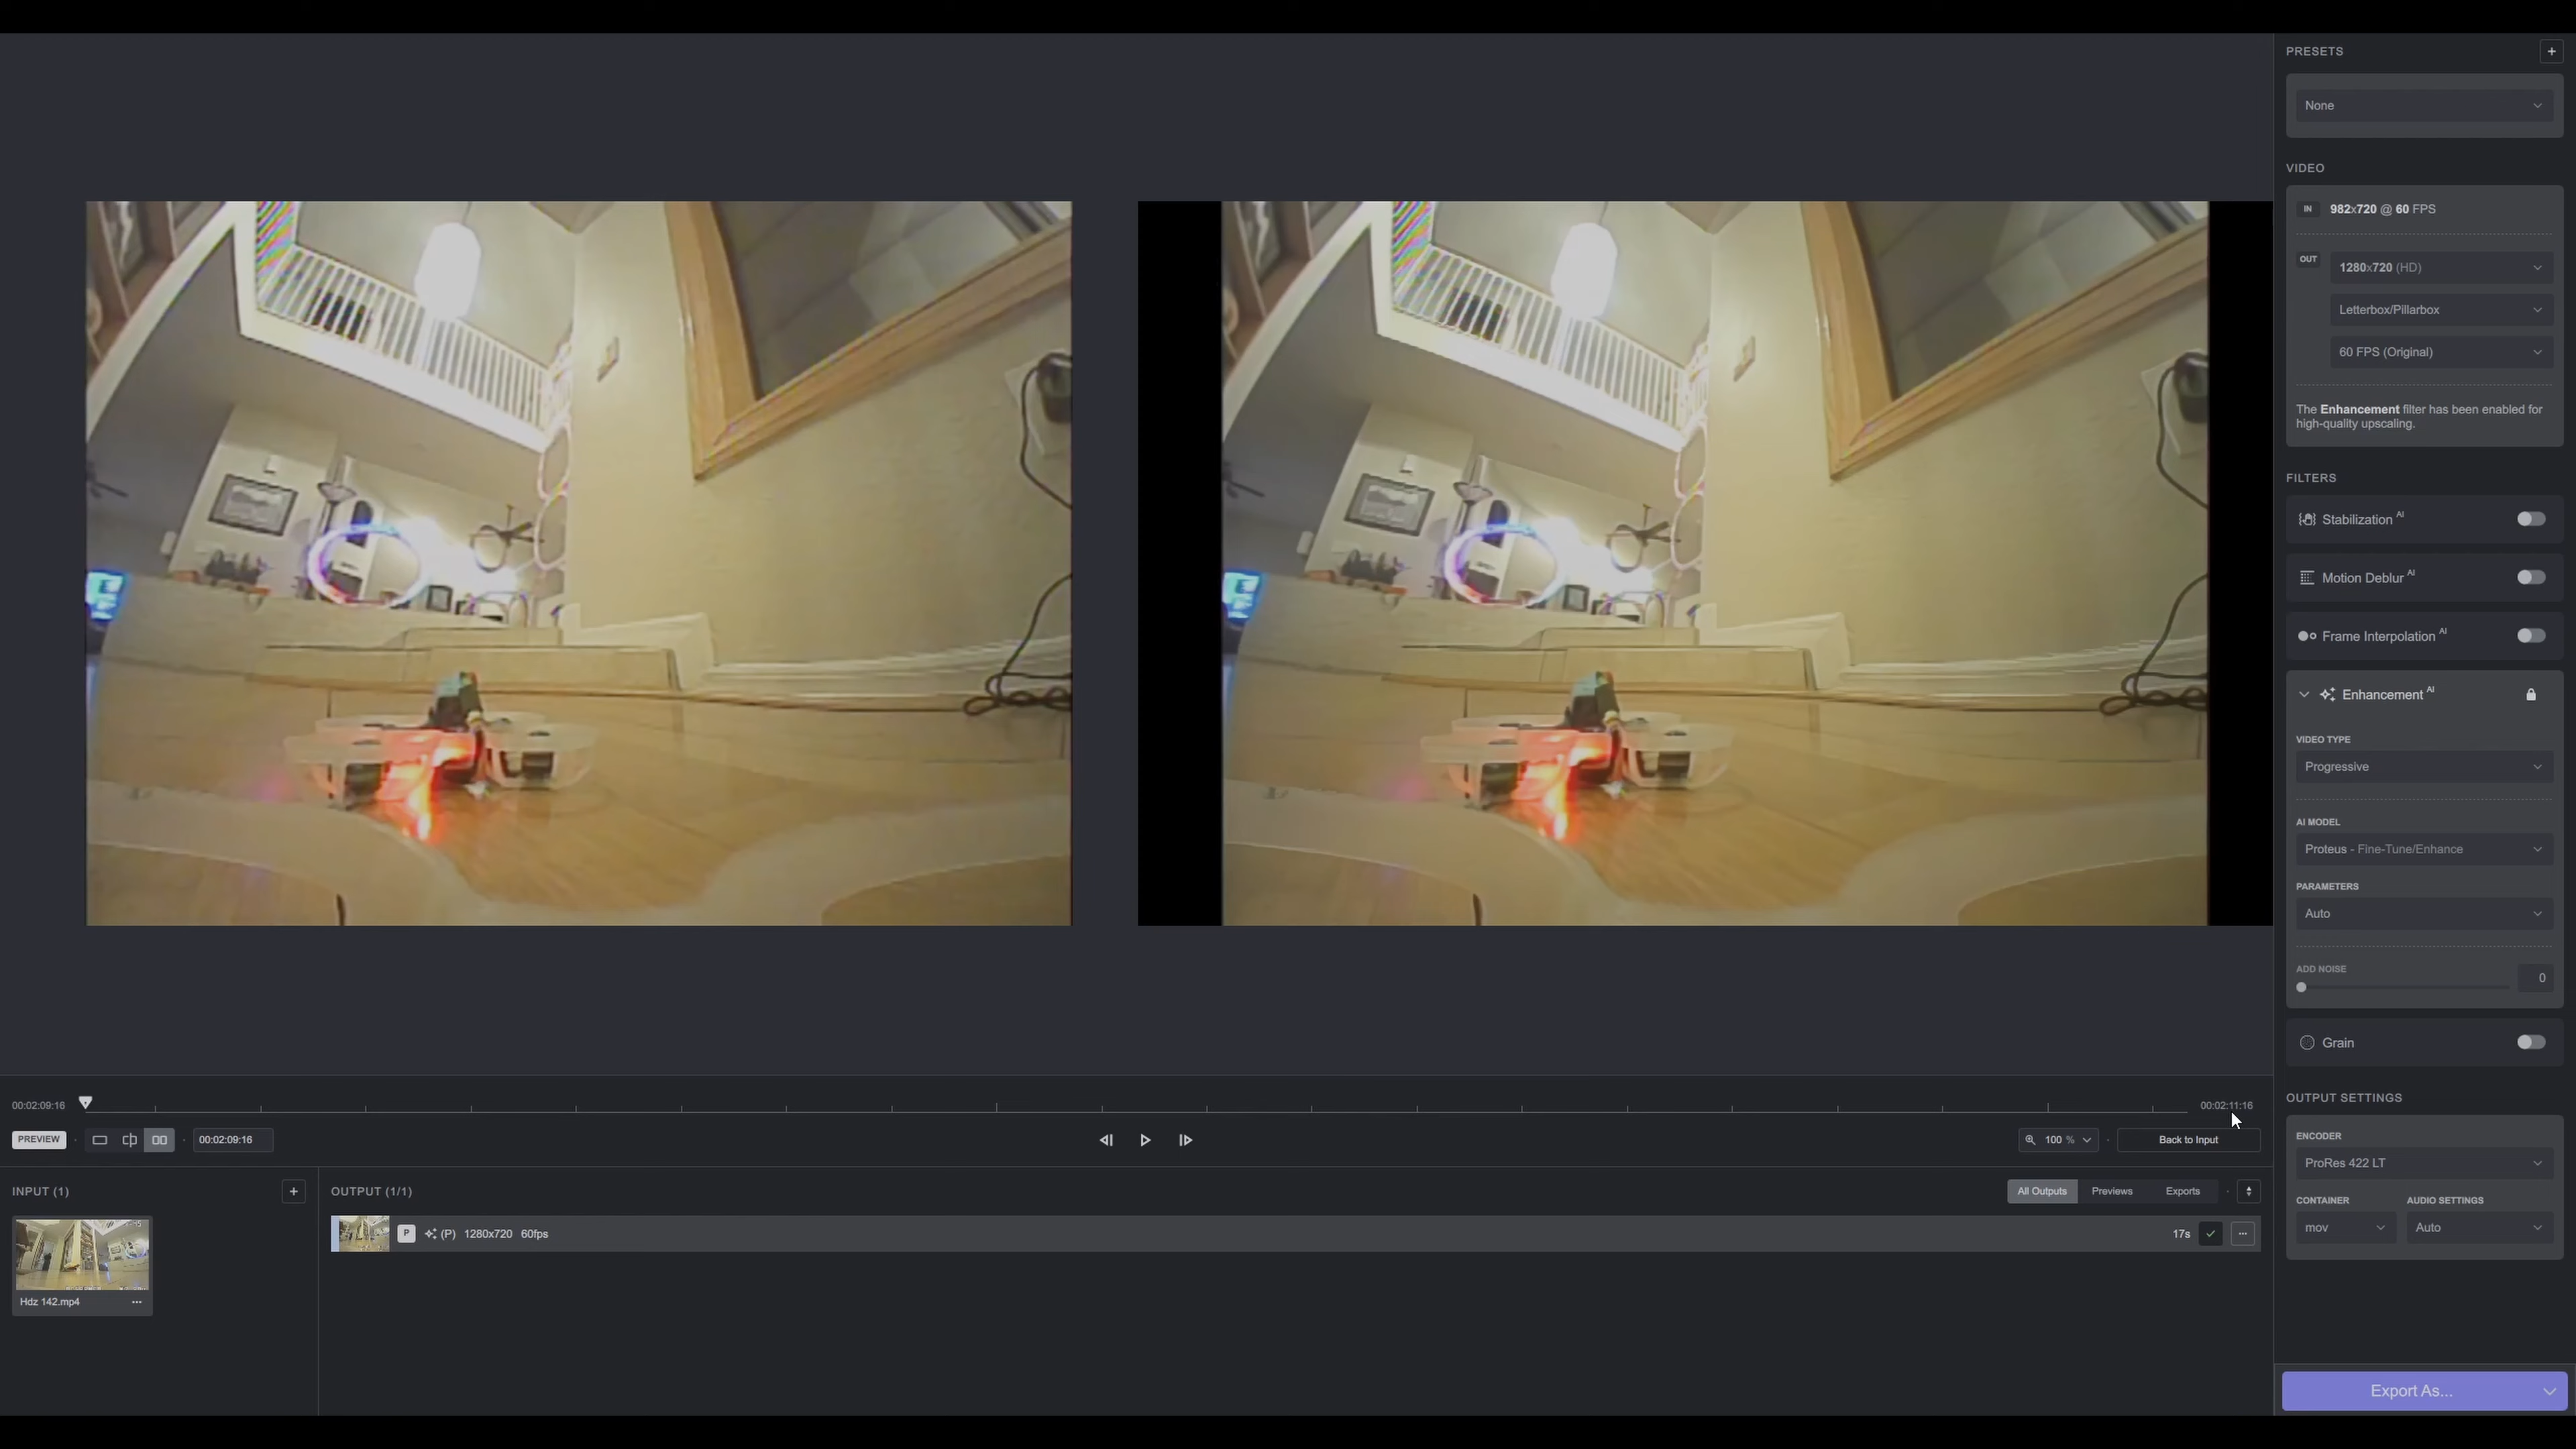 PRESETS
+
None
VIDEO
IN 982x720 @ 60 FPS
OUT 1280x720 (HD)
Letterbox/Pillarbox
60 FPS (Original)
The Enhancement filter has been enabled for
high-quality upscaling.
FILTERS
Stabilization AI
Motion Deblur AI
Frame Interpolation AI
Enhancement AI
VIDEO TYPE
Progressive
AI MODEL
Proteus - Fine-Tune/Enhance
PARAMETERS
Auto
ADD NOISE
0
Grain
OUTPUT SETTINGS
ENCODER
ProRes 422 LT
CONTAINER AUDIO SETTINGS
mov Auto
Export As...
00:02:09:16 00:02:11:16
PREVIEW 00:02:09:16 100 % Back to Input
INPUT (1) +
Hdz 142.mp4
OUTPUT (1/1) All Outputs Previews Exports
P (P) 1280x720 60fps 17s